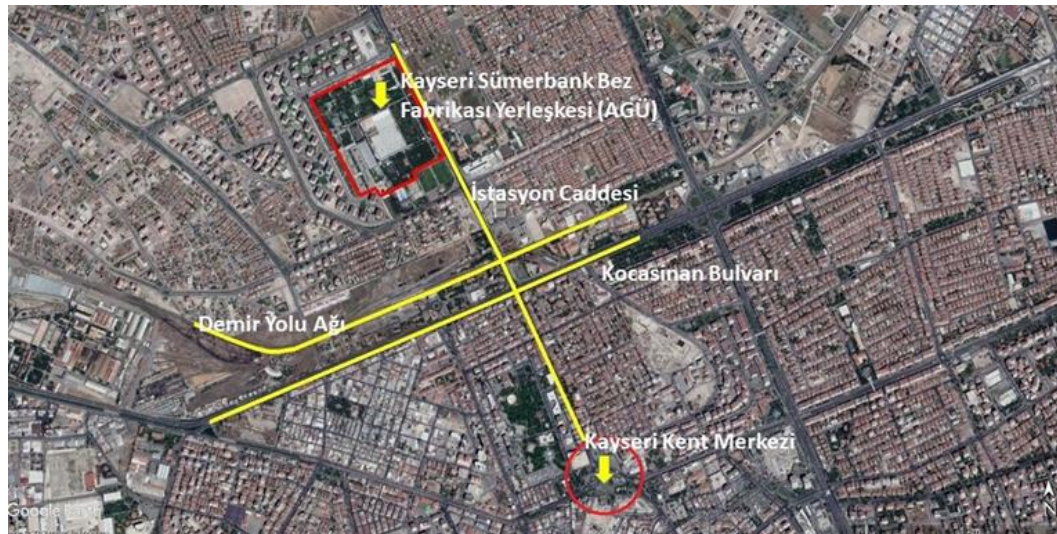 Kayseri Sümerbank Bez
Fabrikası Yerleşkesi (AGÜ)
İstasyon Caddesi
Kocasinan Bulvarı
Demir Yolu Ağı
Kayseri Kent Merkezi
Google Earth
N